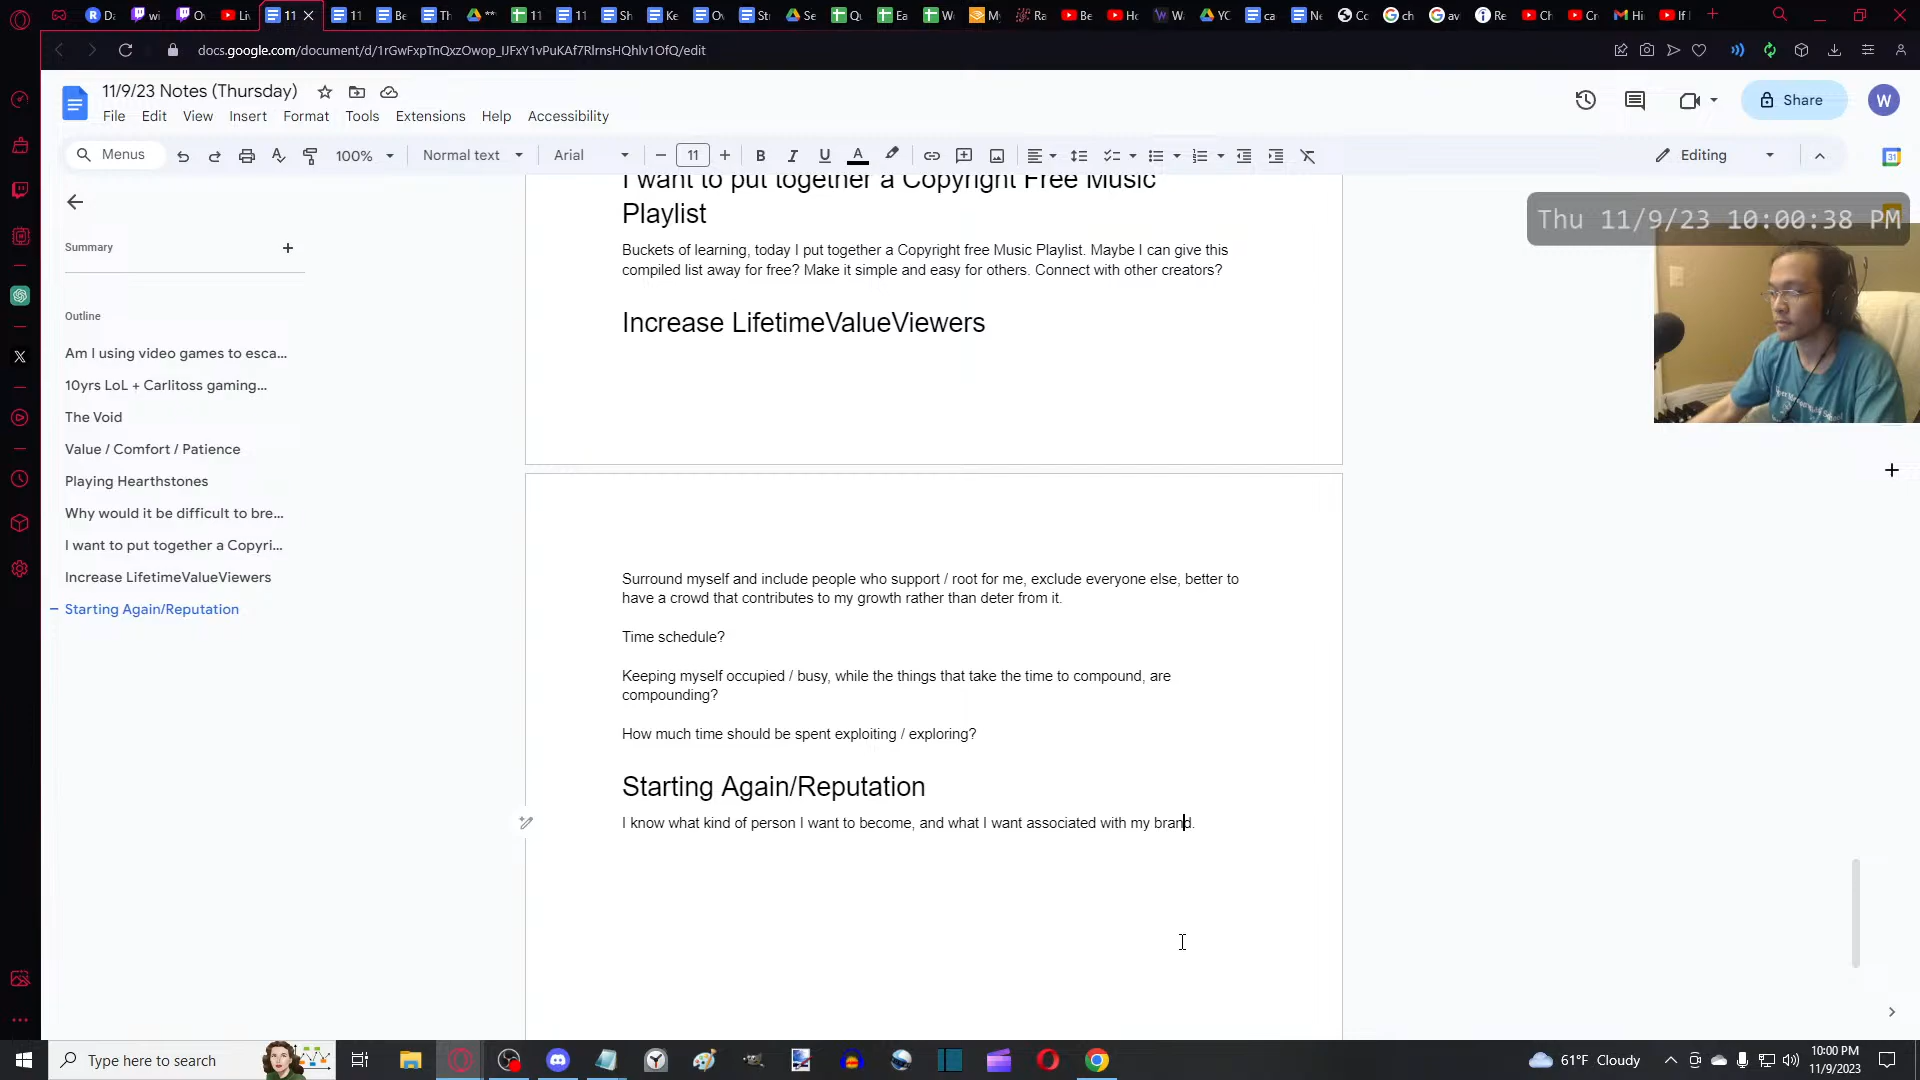 11
11
Be
docs.google.com/document/d/1rGwFxpTnQxzOwop_IJFxY1vPuKAf7RlrnsHQhlv1OfQ/edit
11/9/23 Notes (Thursday)
File Edit View Insert Format Tools Extensions Help Accessibility
Share
W
Menus
100%
Normal text
Arial
11
Editing
Thu 11/9/23 10:00:38 PM
Summary
Outline
Am I using video games to esca...
10yrs LoL + Carlitoss gaming...
The Void
Value / Comfort / Patience
Playing Hearthstones
Why would it be difficult to bre...
I want to put together a Copyri...
Increase LifetimeValueViewers
Starting Again/Reputation
I want to put together a Copyright Free Music
Playlist
Buckets of learning, today I put together a Copyright free Music Playlist. Maybe I can give this
compiled list away for free? Make it simple and easy for others. Connect with other creators?
Increase LifetimeValueViewers
Surround myself and include people who support / root for me, exclude everyone else, better to
have a crowd that contributes to my growth rather than deter from it.
Time schedule?
Keeping myself occupied / busy, while the things that take the time to compound, are
compounding?
How much time should be spent exploiting / exploring?
Starting Again/Reputation
I know what kind of person I want to become, and what I want associated with my brand.
Type here to search
61°F Cloudy
10:00 PM
11/9/2023